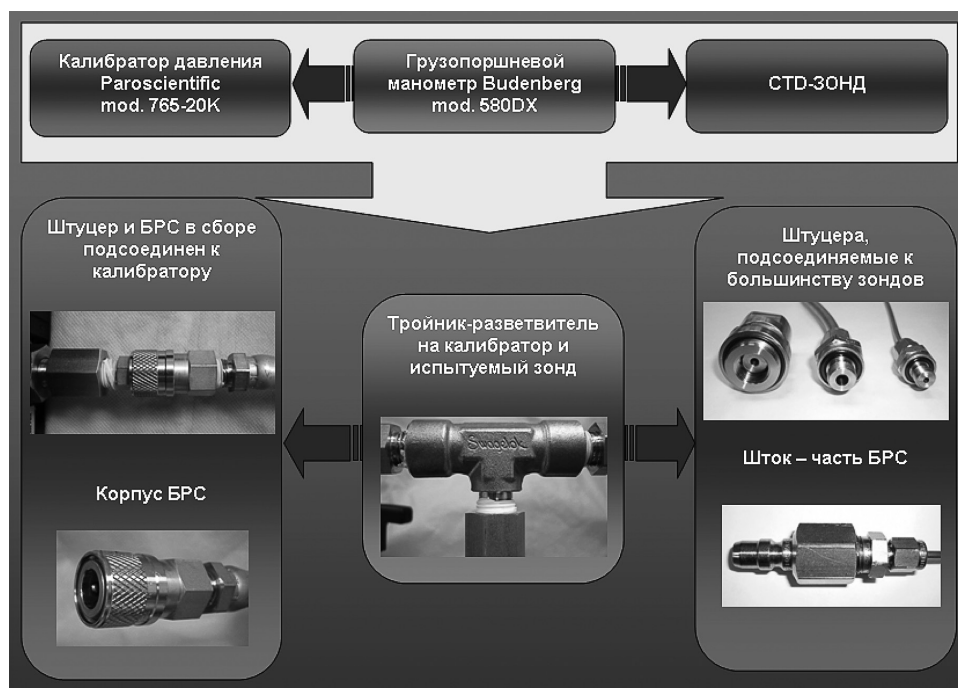 Калибратор давления
Paroscientific
mod. 765-20K
Грузопоршневой
манометр Budenberg
mod. 580DX
СТD-ЗОНД
Штуцер и БРС в сборе
подсоединен к
калибратору
Корпус БРС
Тройник-разветвитель
на калибратор и
испытуемый зонд
Swagelok
Штуцера,
подсоединяемые к
большинству зондов
Шток – часть БРС